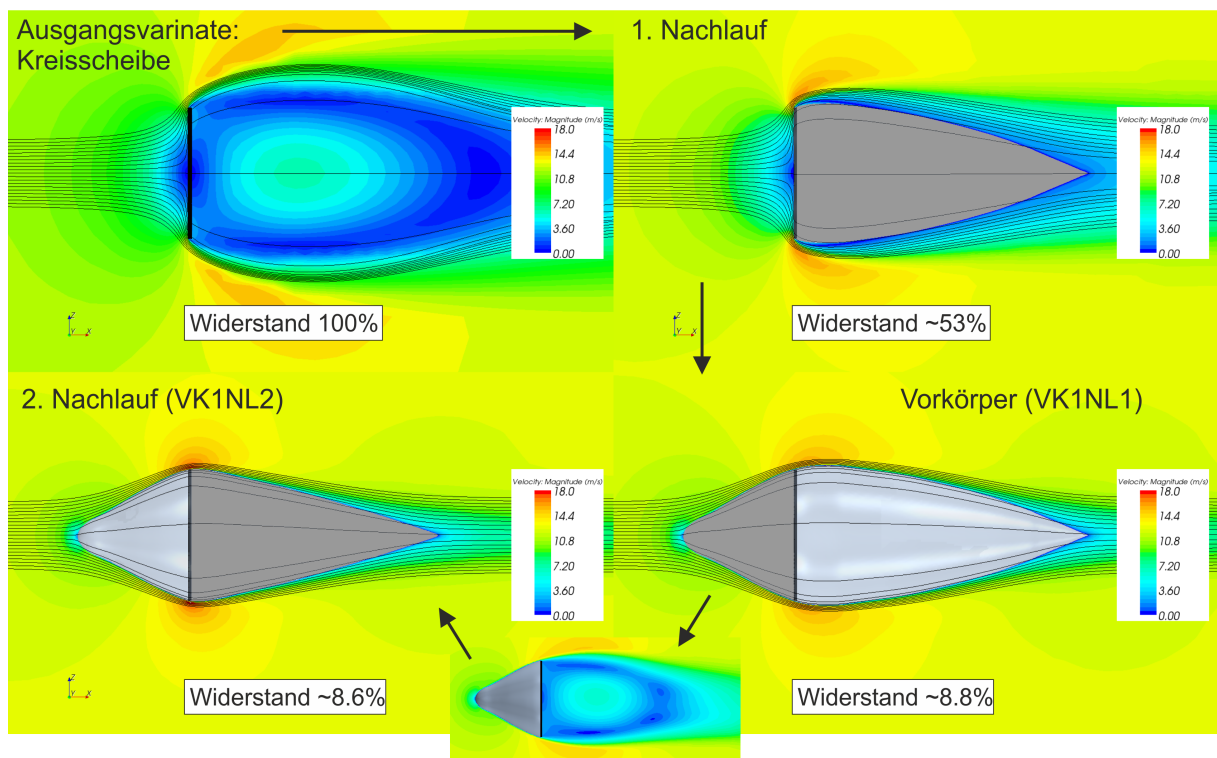 Ausgangsvarinate:
Kreisscheibe
Velocity: Magnitude (m/s)
18.0
14.4
10.8
7.20
3.60
0.00
Z
Y X
Widerstand 100%
1. Nachlauf
Velocity: Magnitude (m/s)
18.0
14.4
10.8
7.20
3.60
0.00
Z
Y X
Widerstand ~53%
2. Nachlauf (VK1NL2)
Velocity: Magnitude (m/s)
18.0
14.4
10.8
7.20
3.60
0.00
Z
Y X
Widerstand ~8.6%
Vorkörper (VK1NL1)
Velocity: Magnitude (m/s)
18.0
14.4
10.8
7.20
3.60
0.00
Widerstand ~8.8%